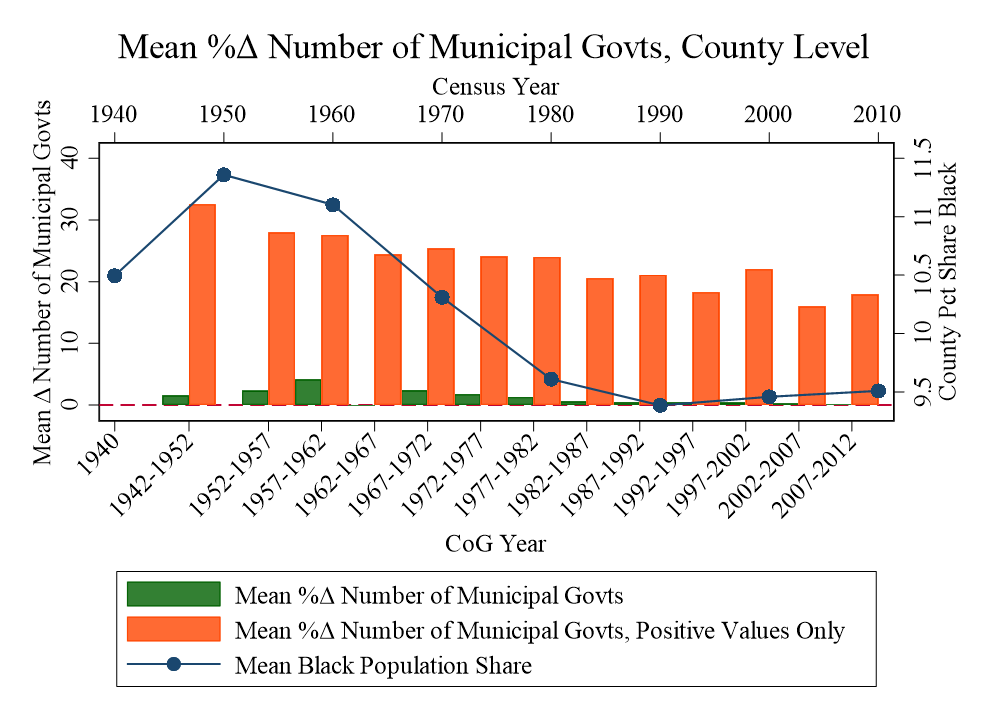 Mean %Δ Number of Municipal Govts, County Level
Census Year
1940 1950 1960 1970 1980 1990 2000 2010
Mean Δ Number of Municipal Govts
40
30
20
10
0
11.5
11
10.5
10
9.5
County Pct Share Black
1940 1942-1952 1952-1957 1957-1962 1962-1967 1967-1972 1972-1977 1977-1982 1982-1987 1987-1992 1992-1997 1997-2002 2002-2007 2007-2012
CoG Year
Mean %Δ Number of Municipal Govts
Mean %Δ Number of Municipal Govts, Positive Values Only
Mean Black Population Share